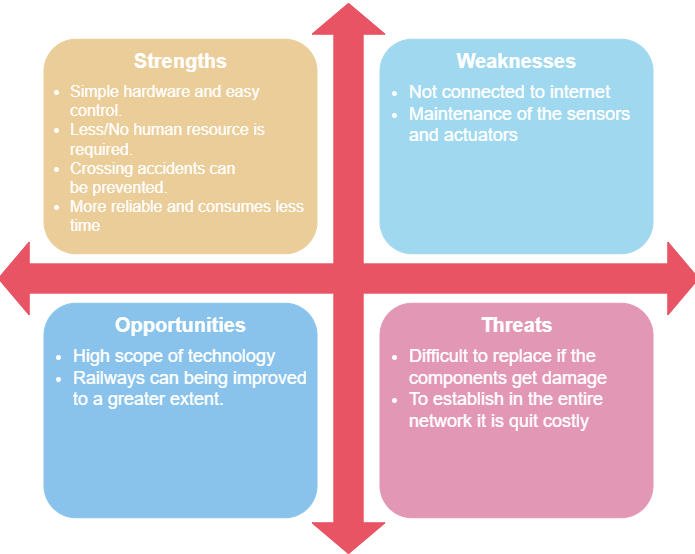 Strengths
• Simple hardware and easy
control.
• Less/No human resource is
required.
• Crossing accidents can
be prevented.
• More reliable and consumes less
time
Weaknesses
• Not connected to internet
• Maintenance of the sensors
and actuators
Opportunities
• High scope of technology
• Railways can being improved
to a greater extent.
Threats
• Difficult to replace if the
components get damage
• To establish in the entire
network it is quit costly